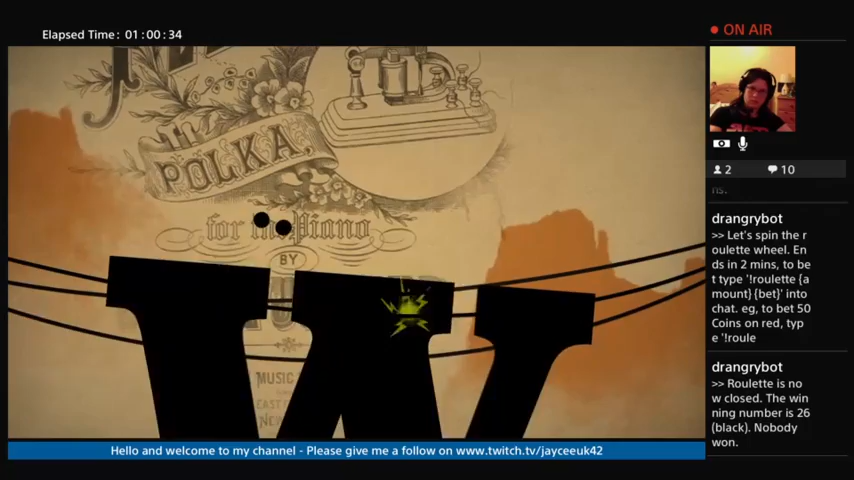 Elapsed Time: 01:00:34
ON AIR
POLKA,
for the Piano
BY
MUSIC
W
2
10
ns.
drangrybot
>> Let's spin the r
oulette wheel. En
ds in 2 mins, to be
t type '!roulette {a
mount} {bet}' into
chat. eg, to bet 50
Coins on red, typ
e '!roule
drangrybot
>> Roulette is no
w closed. The win
ning number is 26
(black). Nobody
won.
Hello and welcome to my channel - Please give me a follow on www.twitch.tv/jayceeuk42